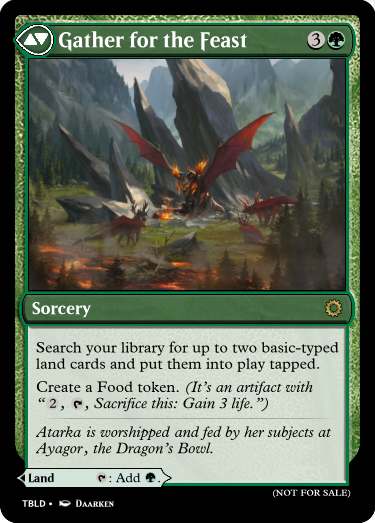 Gather for the Feast 3
Sorcery
Search your library for up to two basic-typed
land cards and put them into play tapped.
Create a Food token. (It's an artifact with
“2, , Sacrifice this: Gain 3 life.”)
Atarka is worshipped and fed by her subjects at
Ayagor, the Dragon's Bowl.
Land : Add .
TBLD • Daarken
(NOT FOR SALE)